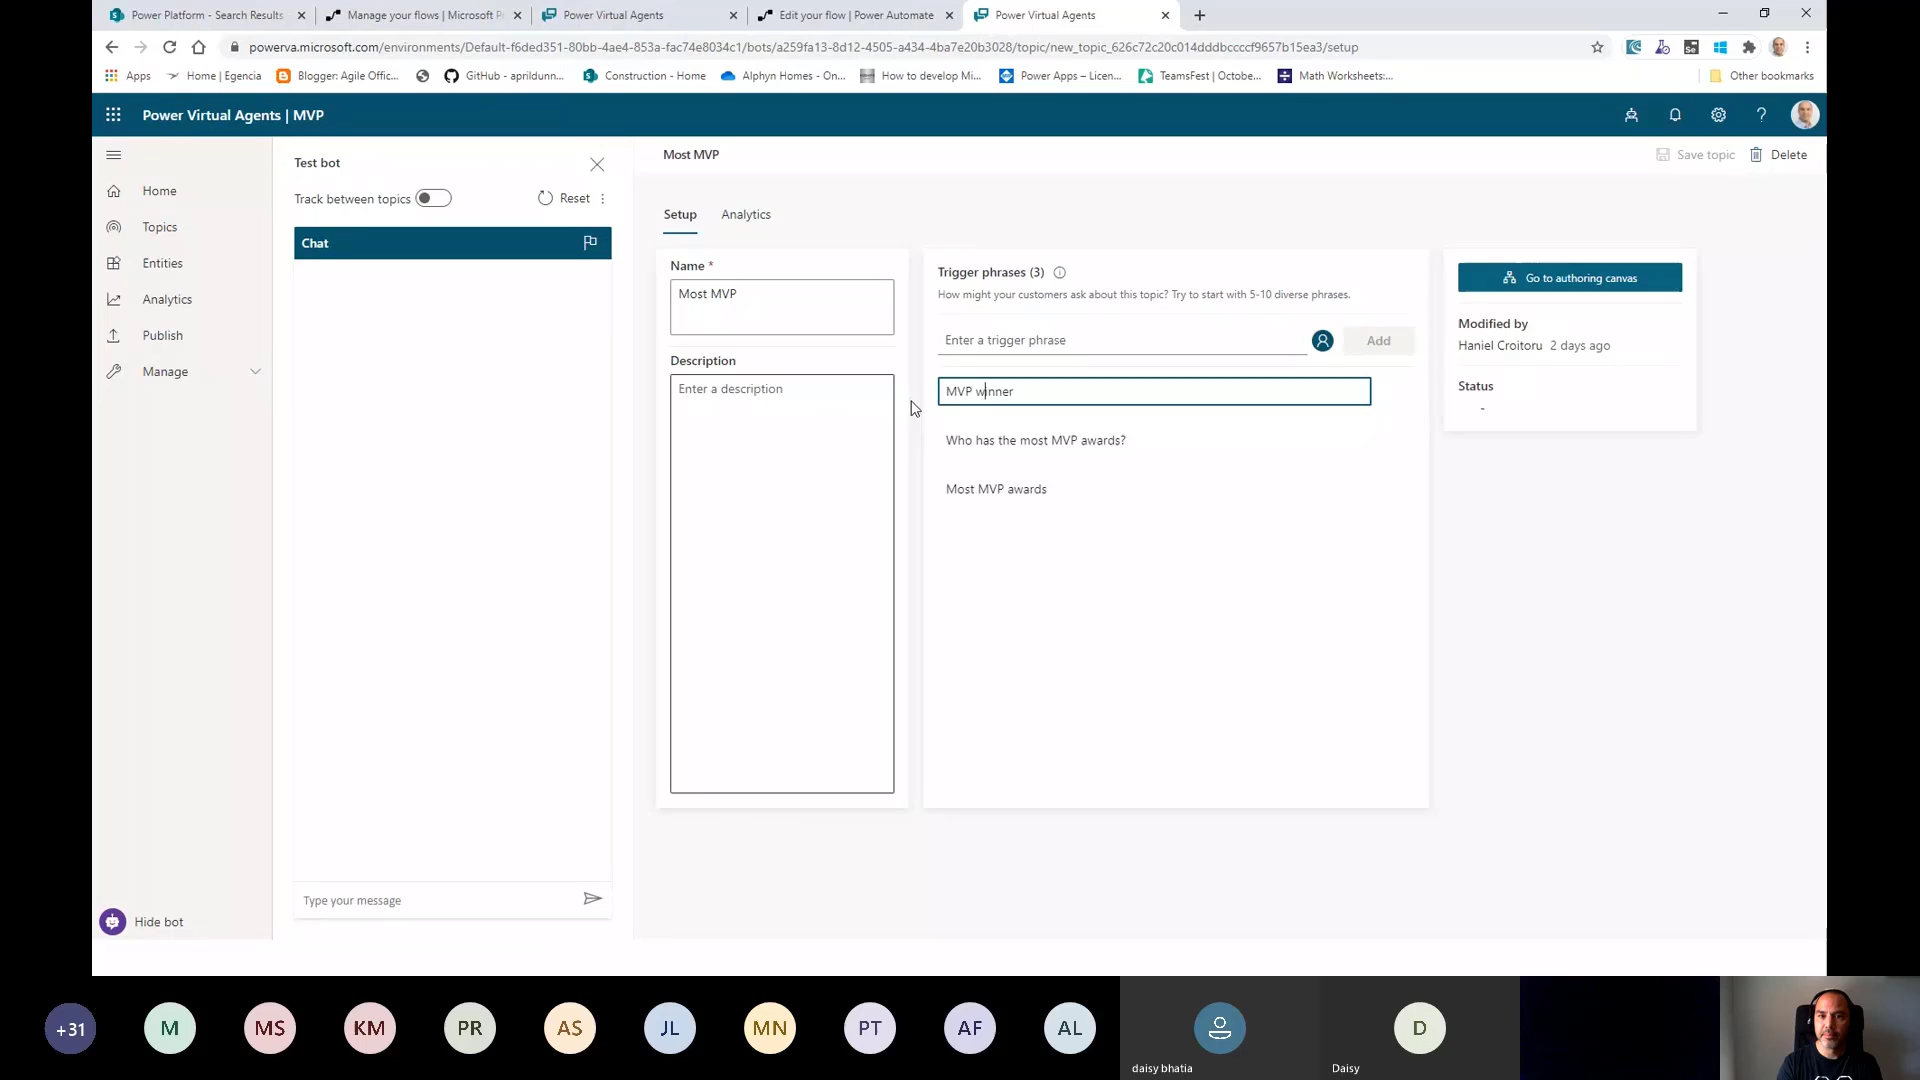 Power Platform - Search Results
Manage your flows | Microsoft P
Power Virtual Agents
Edit your flow | Power Automate
Power Virtual Agents
powerva.microsoft.com/environments/Default-f6ded351-80bb-4ae4-853a-fac74e8034c1/bots/a259fa13-8d12-4505-a434-4ba7e20b3028/topic/new_topic_626c72c20c014dddbccccf9657b15ea3/setup
Apps
Home | Egencia
Blogger: Agile Offic...
GitHub - aprildunn...
Construction - Home
Alphyn Homes - On...
How to develop Mi...
Power Apps – Licen...
TeamsFest | Octobe...
Math Worksheets:...
Other bookmarks
Power Virtual Agents | MVP
Home
Topics
Entities
Analytics
Publish
Manage
Hide bot
Test bot
Track between topics
Reset
Chat
Type your message
Most MVP
Save topic
Delete
Setup
Analytics
Name *
Most MVP
Description
Enter a description
Trigger phrases (3)
How might your customers ask about this topic? Try to start with 5-10 diverse phrases.
Enter a trigger phrase
Add
MVP winner
Who has the most MVP awards?
Most MVP awards
Go to authoring canvas
Modified by
Haniel Croitoru 2 days ago
Status
-
+31
M
MS
KM
PR
AS
JL
MN
PT
AF
AL
daisy bhatia
D
Daisy